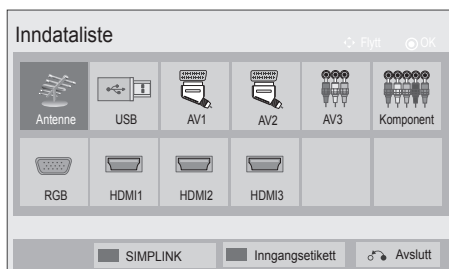 Inndataliste
Flytt OK
Antenne USB AV1 AV2 AV3 Komponent
RGB HDMI1 HDMI2 HDMI3
SIMPLINK Inngangsetikett Avslutt